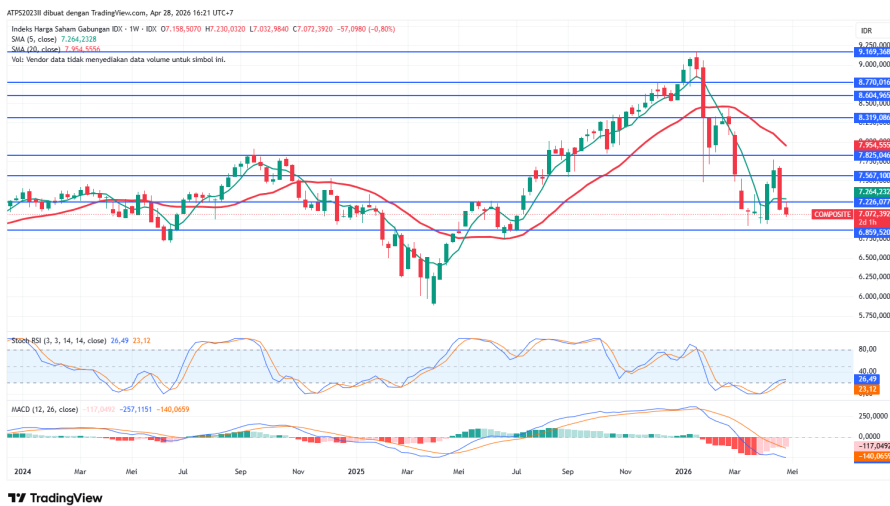 ATPS2023II dibuat dengan TradingView.com, Apr 28, 2026 16:21 UTC+7
Indeks Harga Saham Gabungan IDX · 1W · IDX O7.158,5070 H7.230,0320 L7.032,9840 C7.072,3920 −57,0980 (−0,80%)
SMA (5, close) 7.264,2328
SMA (20, close) 7.954,5556
Vol: Vendor data tidak menyediakan data volume untuk simbol ini.
IDR
9.169,368
9.000,000
8.770,016
8.604,965
8.500,000
8.319,086
7.954,555
7.825,046
7.567,100
7.264,232
7.226,077
COMPOSITE 7.072,392
2d 1h
6.859,520
6.500,000
6.250,000
6.000,000
5.750,000
Stoch RSI (3, 3, 14, 14, close) 26,49 23,12
80,00
40,00
26,49
23,12
MACD (12, 26, close) −117,0492 −257,1151 −140,0659
250,0000
0,0000
−117,0492
−140,0659
2024 Mar Mei Jul Sep Nov 2025 Mar Mei Jul Sep Nov 2026 Mar Mei
TradingView